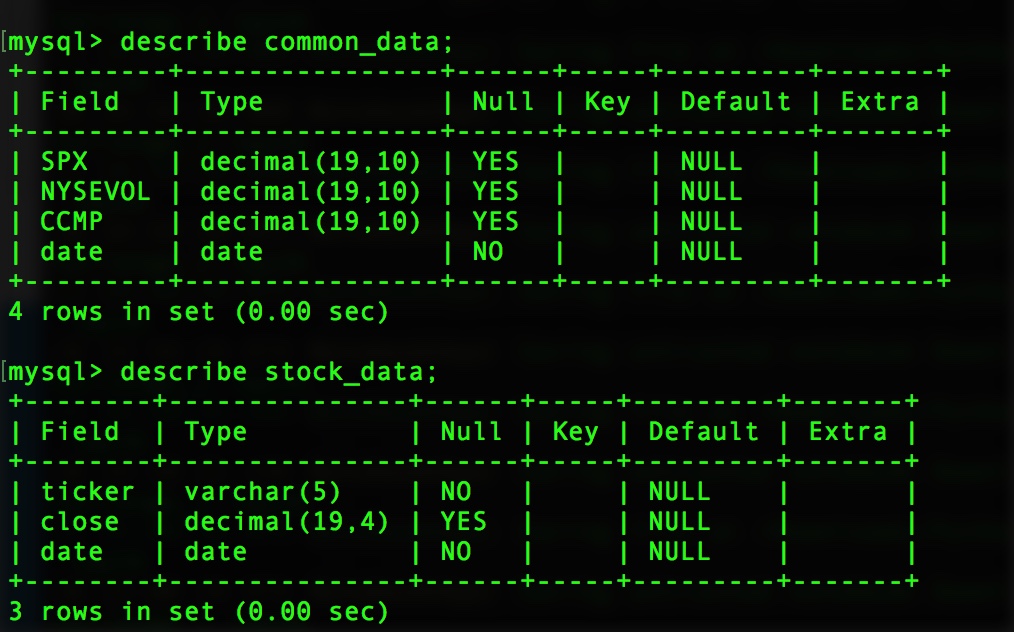 [mysql> describe common_data;
+---------+----------------+------+-----+---------+-------+
| Field   | Type           | Null | Key | Default | Extra |
+---------+----------------+------+-----+---------+-------+
| SPX     | decimal(19,10) | YES  |     | NULL    |       |
| NYSEVOL | decimal(19,10) | YES  |     | NULL    |       |
| CCMP    | decimal(19,10) | YES  |     | NULL    |       |
| date    | date           | NO   |     | NULL    |       |
+---------+----------------+------+-----+---------+-------+
4 rows in set (0.00 sec)

[mysql> describe stock_data;
+--------+---------------+------+-----+---------+-------+
| Field  | Type          | Null | Key | Default | Extra |
+--------+---------------+------+-----+---------+-------+
| ticker | varchar(5)    | NO   |     | NULL    |       |
| close  | decimal(19,4) | YES  |     | NULL    |       |
| date   | date          | NO   |     | NULL    |       |
+--------+---------------+------+-----+---------+-------+
3 rows in set (0.00 sec)